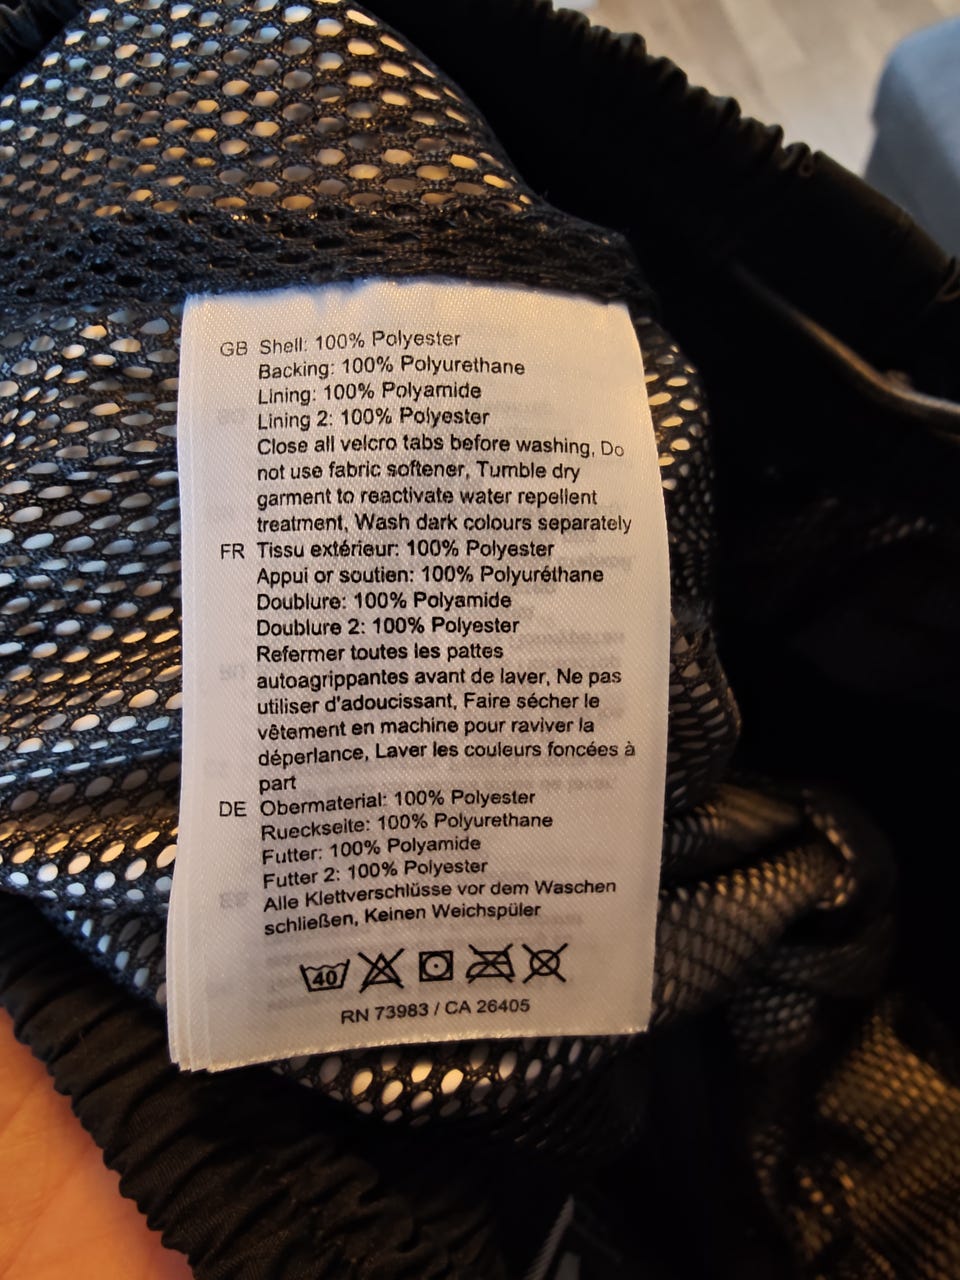 GB Shell: 100% Polyester
Backing: 100% Polyurethane
Lining: 100% Polyamide
Lining 2: 100% Polyester
Close all velcro tabs before washing, Do
not use fabric softener, Tumble dry
garment to reactivate water repellent
treatment, Wash dark colours separately
FR Tissu extérieur: 100% Polyester
Appui or soutien: 100% Polyuréthane
Doublure: 100% Polyamide
Doublure 2: 100% Polyester
Refermer toutes les pattes
autoagrippantes avant de laver, Ne pas
utiliser d'adoucissant, Faire sécher le
vêtement en machine pour raviver la
déperlance, Laver les couleurs foncées à
part
DE Obermaterial: 100% Polyester
Rueckseite: 100% Polyurethane
Futter: 100% Polyamide
Futter 2: 100% Polyester
Alle Klettverschlüsse vor dem Waschen
schließen, Keinen Weichspüler
40
RN 73983 / CA 26405